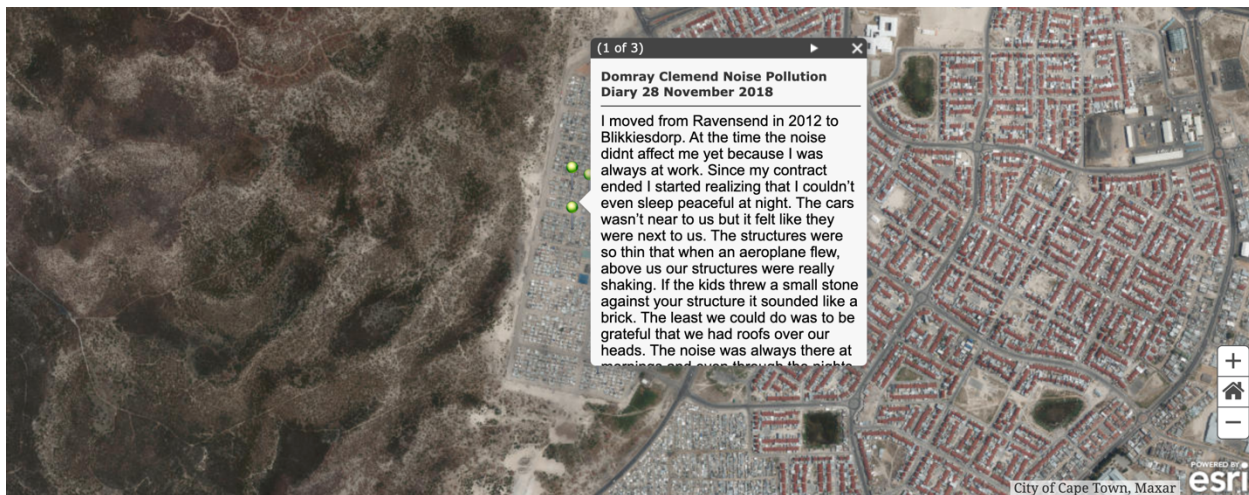 (1 of 3)
Domray Clemend Noise Pollution
Diary 28 November 2018
I moved from Ravensend in 2012 to
Blikkiesdorp. At the time the noise
didnt affect me yet because I was
always at work. Since my contract
ended I started realizing that I couldn't
even sleep peaceful at night. The cars
wasn't near to us but it felt like they
were next to us. The structures were
so thin that when an aeroplane flew,
above us our structures were really
shaking. If the kids threw a small stone
against your structure it sounded like a
brick. The least we could do was to be
grateful that we had roofs over our
heads. The noise was always there at
mornings and even through the nights
+
−
POWERED BY
esri
City of Cape Town, Maxar